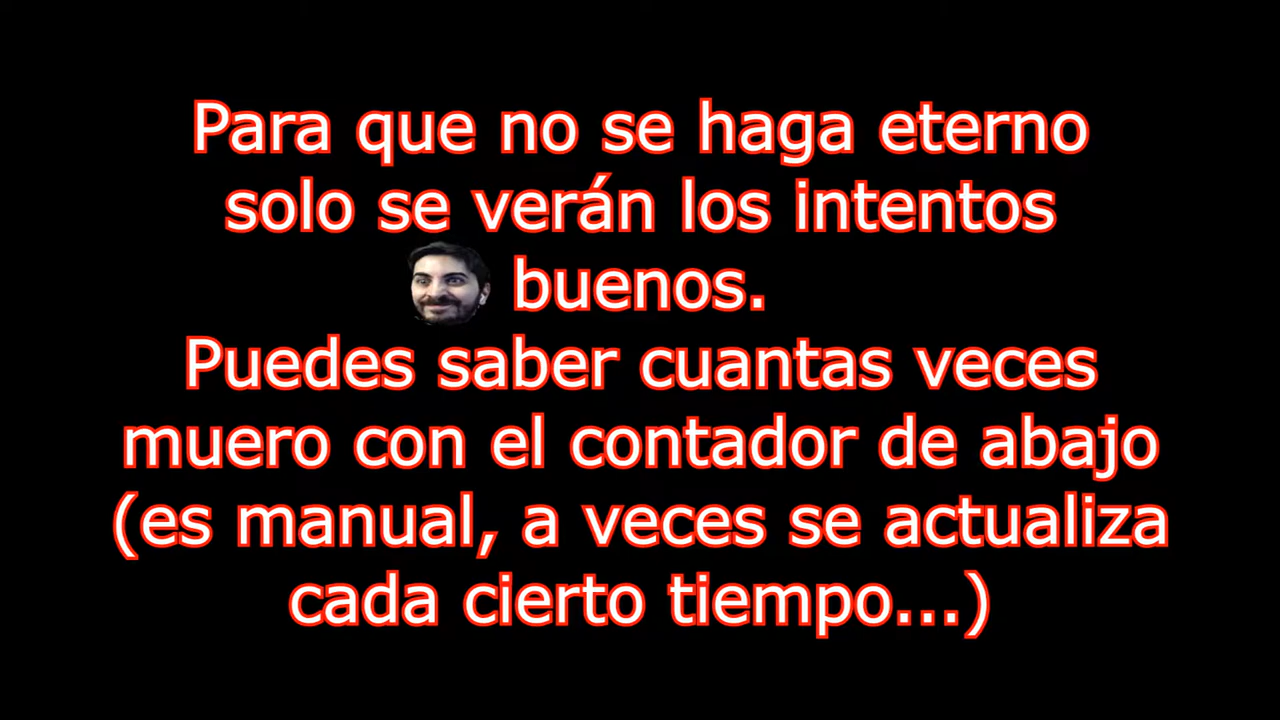 Para que no se haga eterno
solo se verán los intentos
buenos.
Puedes saber cuantas veces
muero con el contador de abajo
(es manual, a veces se actualiza
cada cierto tiempo...)